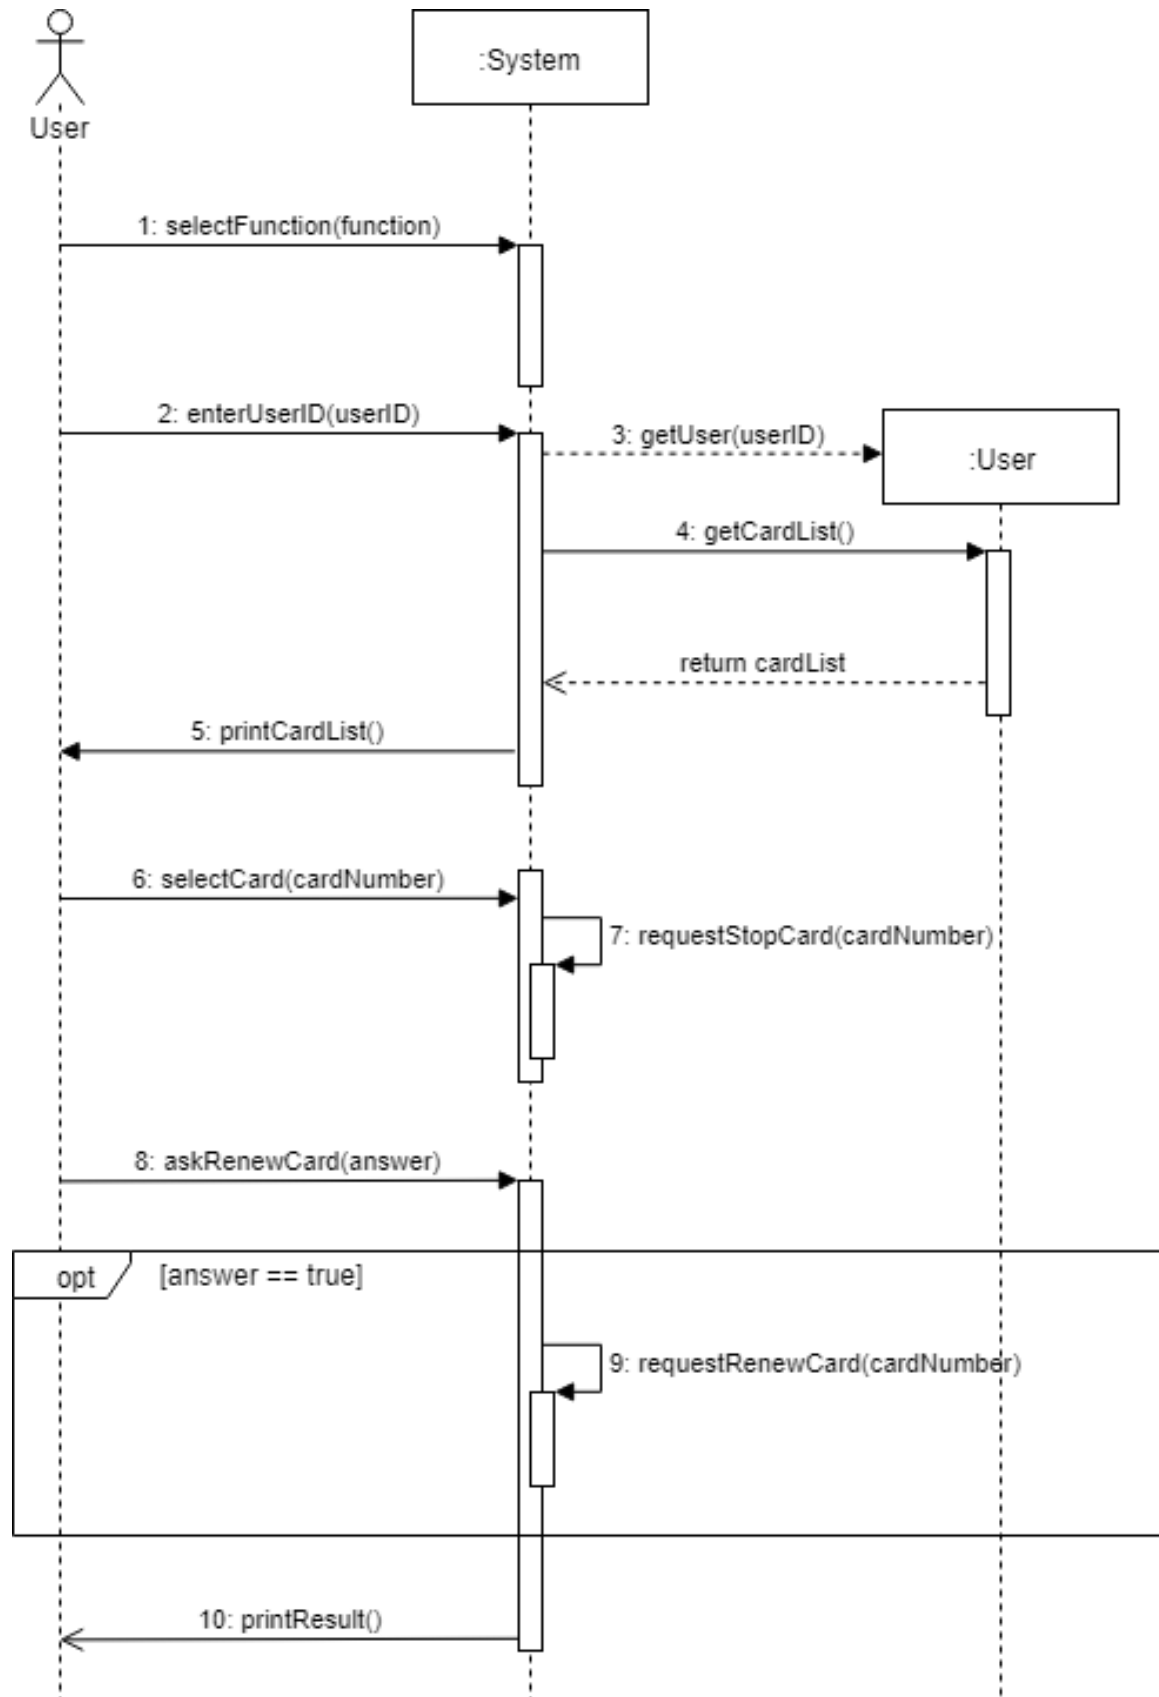 :System
User
1: selectFunction(function)
2: enterUserID(userID)
3: getUser(userID)
:User
4: getCardList()
return cardList
5: printCardList()
6: selectCard(cardNumber)
7: requestStopCard(cardNumber)
8: askRenewCard(answer)
opt
[answer == true]
9: requestRenewCard(cardNumber)
10: printResult()